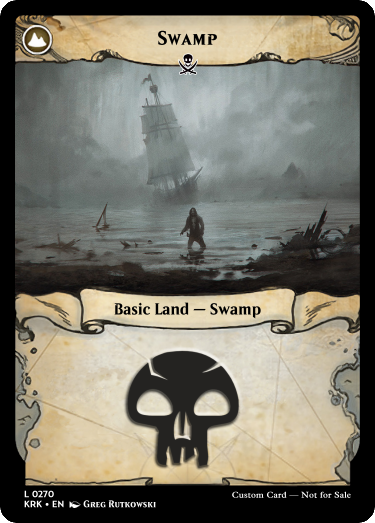 Swamp
Basic Land — Swamp
L 0270
KRK • EN Greg Rutkowski
Custom Card — Not for Sale